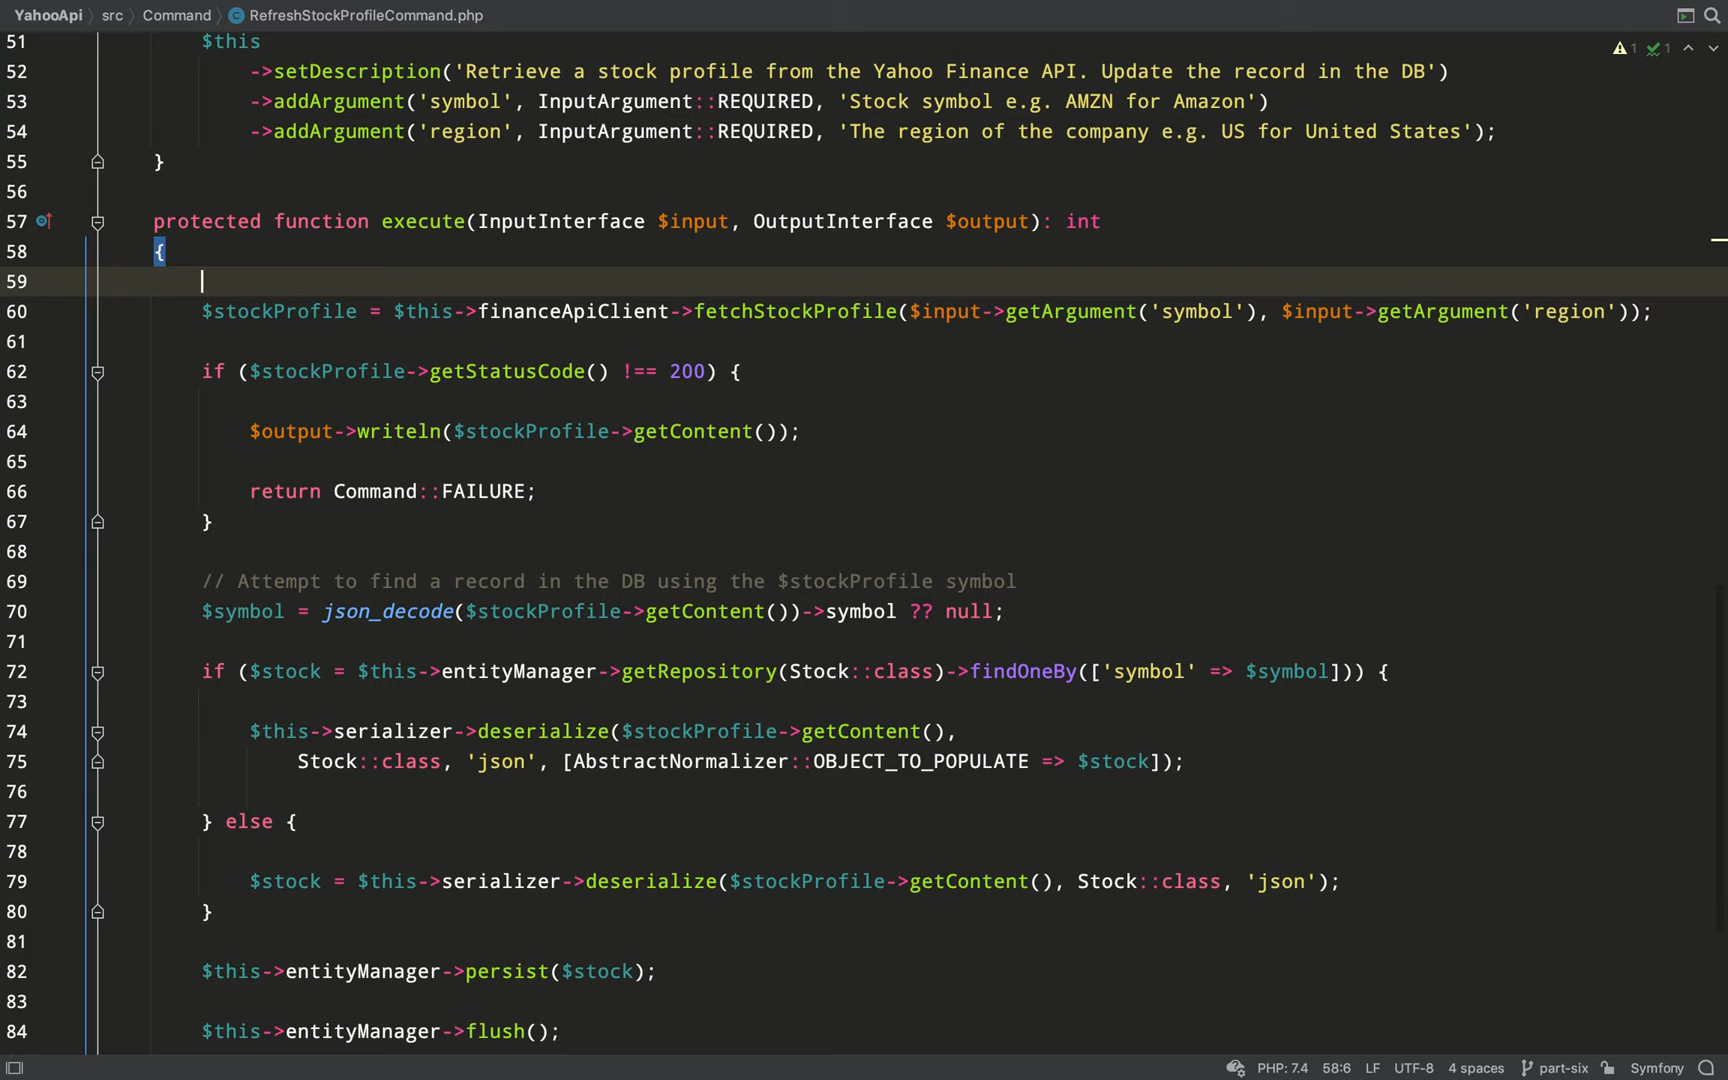 YahooApi src Command RefreshStockProfileCommand.php
51 $this
1 1
52 ->setDescription('Retrieve a stock profile from the Yahoo Finance API. Update the record in the DB')
53 ->addArgument('symbol', InputArgument::REQUIRED, 'Stock symbol e.g. AMZN for Amazon')
54 ->addArgument('region', InputArgument::REQUIRED, 'The region of the company e.g. US for United States');
55 }
56
57 protected function execute(InputInterface $input, OutputInterface $output): int
58 {
59
60 $stockProfile = $this->financeApiClient->fetchStockProfile($input->getArgument('symbol'), $input->getArgument('region'));
61
62 if ($stockProfile->getStatusCode() !== 200) {
63
64 $output->writeln($stockProfile->getContent());
65
66 return Command::FAILURE;
67 }
68
69 // Attempt to find a record in the DB using the $stockProfile symbol
70 $symbol = json_decode($stockProfile->getContent())->symbol ?? null;
71
72 if ($stock = $this->entityManager->getRepository(Stock::class)->findOneBy(['symbol' => $symbol])) {
73
74 $this->serializer->deserialize($stockProfile->getContent(),
75 Stock::class, 'json', [AbstractNormalizer::OBJECT_TO_POPULATE => $stock]);
76
77 } else {
78
79 $stock = $this->serializer->deserialize($stockProfile->getContent(), Stock::class, 'json');
80 }
81
82 $this->entityManager->persist($stock);
83
84 $this->entityManager->flush();
PHP: 7.4 58:6 LF UTF-8 4 spaces part-six Symfony